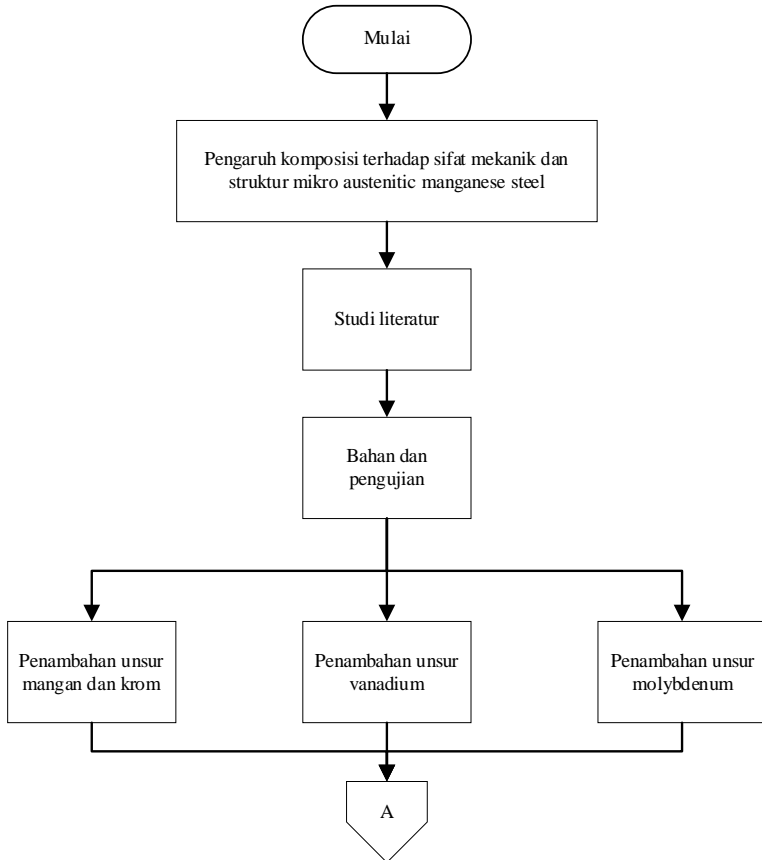 Mulai
Pengaruh komposisi terhadap sifat mekanik dan
struktur mikro austenitic manganese steel
Studi literatur
Bahan dan
pengujian
Penambahan unsur
mangan dan krom
Penambahan unsur
vanadium
Penambahan unsur
molybdenum
A